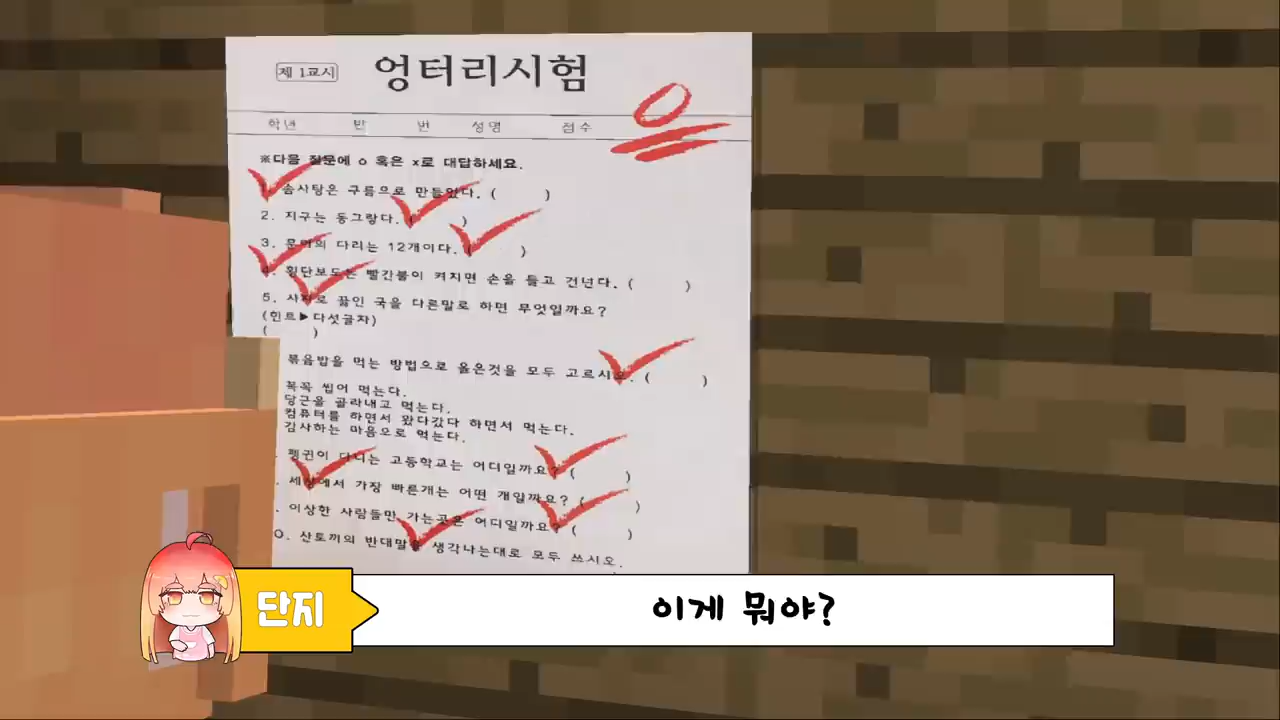 제 1교시
엉터리시험
학년 반 번 성명 점수
0
※다음 질문에 o 혹은 x로 대답하세요.
1. 솜사탕은 구름으로 만들었다. ( )
2. 지구는 둥그랗다. ( )
3. 문어의 다리는 12개이다. ( )
4. 횡단보도는 빨간불이 켜지면 손을 들고 건넌다. ( )
5. 사자로 끓인 국을 다른말로 하면 무엇일까요?
(힌트▶다섯글자)
( )
볶음밥을 먹는 방법으로 옳은것을 모두 고르시오. ( )
꼭꼭 씹어 먹는다.
당근을 골라내고 먹는다.
컴퓨터를 하면서 왔다갔다 하면서 먹는다.
감사하는 마음으로 먹는다.
. 펭귄이 다니는 고등학교는 어디일까요? ( )
. 세상에서 가장 빠른개는 어떤 개일까요? ( )
. 이상한 사람들만 가는곳은 어디일까요? ( )
0. 산토끼의 반대말을 생각나는대로 모두 쓰시오.
단지
이게 뭐야?